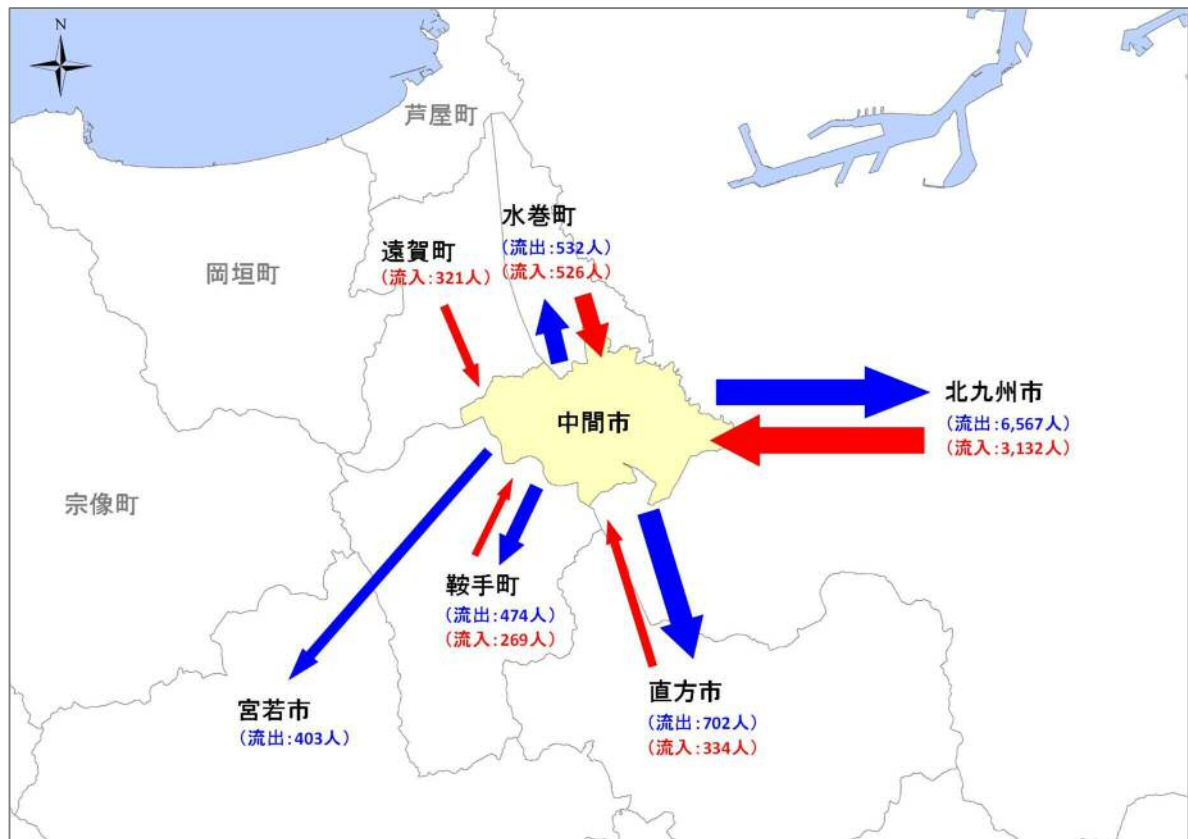 N
芦屋町
水巻町
(流出:532人)
(流入:526人)
遠賀町
(流入:321人)
岡垣町
北九州市
(流出:6,567人)
(流入:3,132人)
中間市
宗像町
鞍手町
(流出:474人)
(流入:269人)
直方市
(流出:702人)
(流入:334人)
宮若市
(流出:403人)